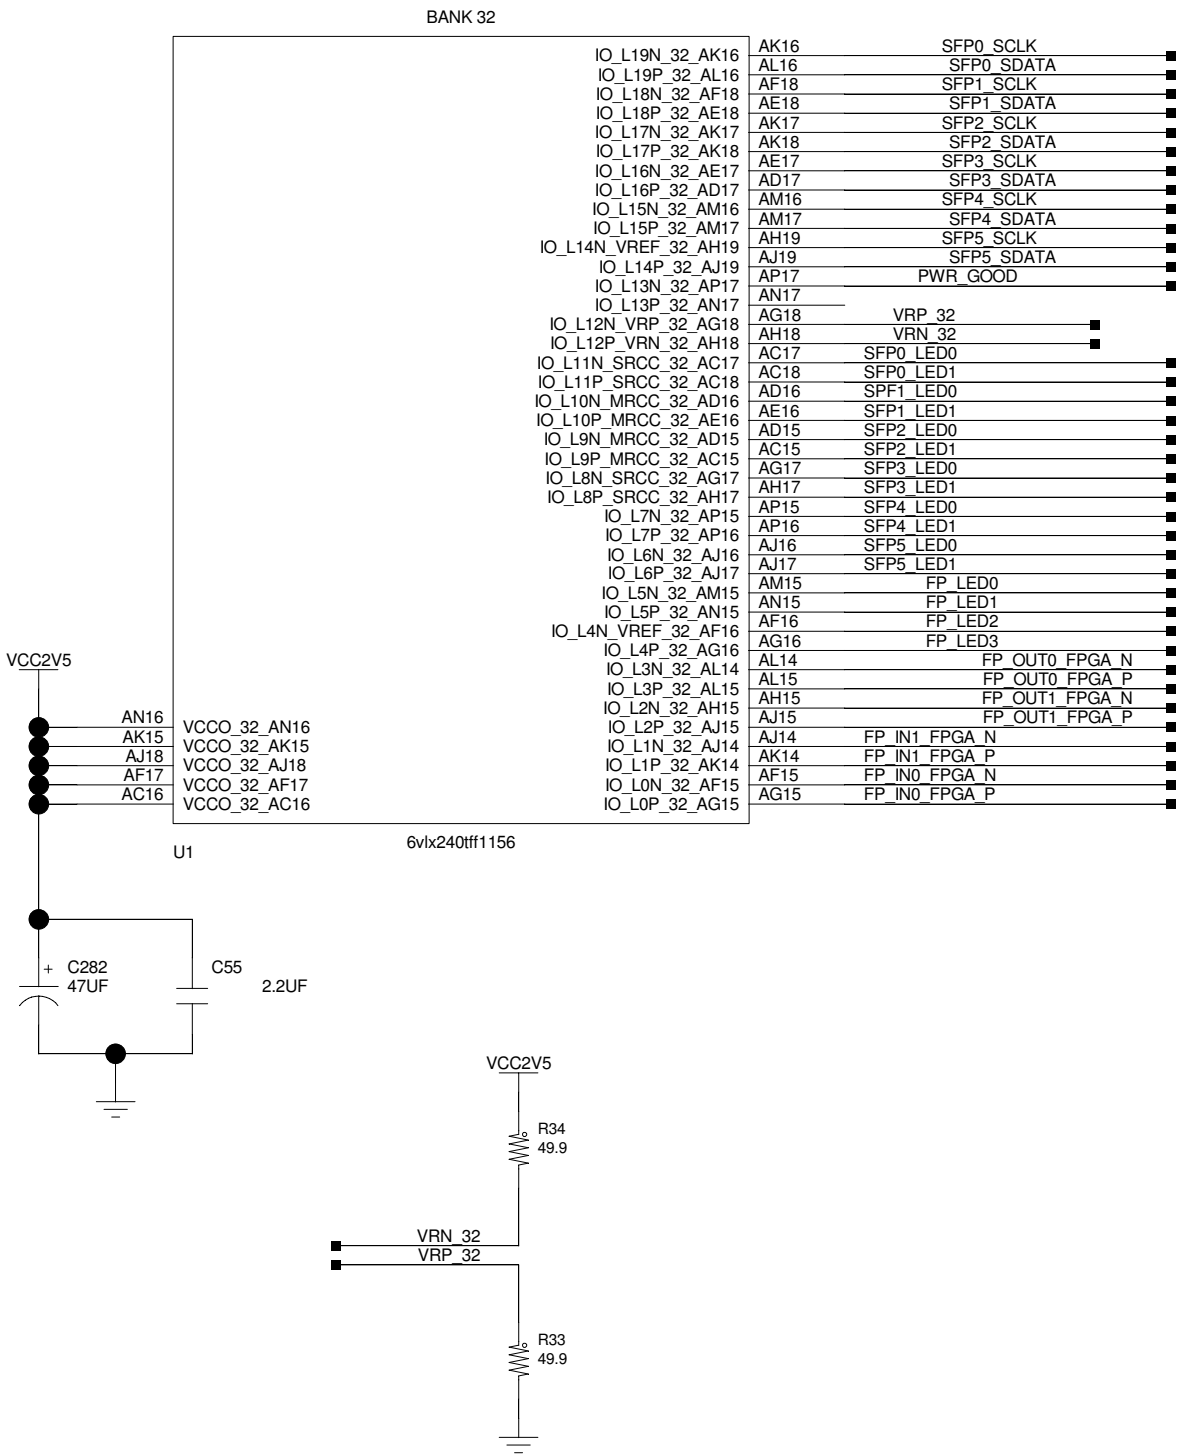 BANK 32
IO_L19N_32_AK16 AK16 SFP0_SCLK
IO_L19P_32_AL16 AL16 SFP0_SDATA
IO_L18N_32_AF18 AF18 SFP1_SCLK
IO_L18P_32_AE18 AE18 SFP1_SDATA
IO_L17N_32_AK17 AK17 SFP2_SCLK
IO_L17P_32_AK18 AK18 SFP2_SDATA
IO_L16N_32_AE17 AE17 SFP3_SCLK
IO_L16P_32_AD17 AD17 SFP3_SDATA
IO_L15N_32_AM16 AM16 SFP4_SCLK
IO_L15P_32_AM17 AM17 SFP4_SDATA
IO_L14N_VREF_32_AH19 AH19 SFP5_SCLK
IO_L14P_32_AJ19 AJ19 SFP5_SDATA
IO_L13N_32_AP17 AP17 PWR_GOOD
IO_L13P_32_AN17 AN17
IO_L12N_VRP_32_AG18 AG18 VRP_32
IO_L12P_VRN_32_AH18 AH18 VRN_32
IO_L11N_SRCC_32_AC17 AC17 SFP0_LED0
IO_L11P_SRCC_32_AC18 AC18 SFP0_LED1
IO_L10N_MRCC_32_AD16 AD16 SPF1_LED0
IO_L10P_MRCC_32_AE16 AE16 SFP1_LED1
IO_L9N_MRCC_32_AD15 AD15 SFP2_LED0
IO_L9P_MRCC_32_AC15 AC15 SFP2_LED1
IO_L8N_SRCC_32_AG17 AG17 SFP3_LED0
IO_L8P_SRCC_32_AH17 AH17 SFP3_LED1
IO_L7N_32_AP15 AP15 SFP4_LED0
IO_L7P_32_AP16 AP16 SFP4_LED1
IO_L6N_32_AJ16 AJ16 SFP5_LED0
IO_L6P_32_AJ17 AJ17 SFP5_LED1
IO_L5N_32_AM15 AM15 FP_LED0
IO_L5P_32_AN15 AN15 FP_LED1
IO_L4N_VREF_32_AF16 AF16 FP_LED2
IO_L4P_32_AG16 AG16 FP_LED3
IO_L3N_32_AL14 AL14 FP_OUT0_FPGA_N
IO_L3P_32_AL15 AL15 FP_OUT0_FPGA_P
IO_L2N_32_AH15 AH15 FP_OUT1_FPGA_N
IO_L2P_32_AJ15 AJ15 FP_OUT1_FPGA_P
IO_L1N_32_AJ14 AJ14 FP_IN1_FPGA_N
IO_L1P_32_AK14 AK14 FP_IN1_FPGA_P
IO_L0N_32_AF15 AF15 FP_IN0_FPGA_N
IO_L0P_32_AG15 AG15 FP_IN0_FPGA_P
VCC2V5
AN16 VCCO_32_AN16
AK15 VCCO_32_AK15
AJ18 VCCO_32_AJ18
AF17 VCCO_32_AF17
AC16 VCCO_32_AC16
U1
6vlx240tff1156
+ C282
47UF
C55
2.2UF
VCC2V5
R34
49.9
VRN_32
VRP_32
R33
49.9